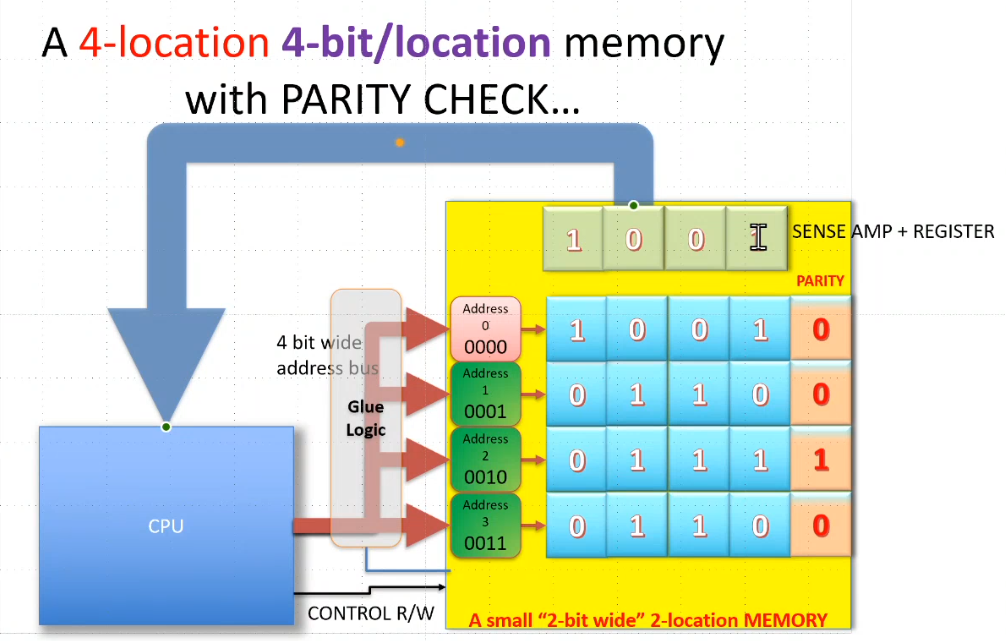 A 4-location 4-bit/location memory
with PARITY CHECK...
1 0 0 1
SENSE AMP + REGISTER
PARITY
4 bit wide
address bus
Glue
Logic
Address
0
0000
1 0 0 1 0
Address
1
0001
0 1 1 0 0
Address
2
0010
0 1 1 1 1
Address
3
0011
0 1 1 0 0
CPU
CONTROL R/W
A small “2-bit wide” 2-location MEMORY